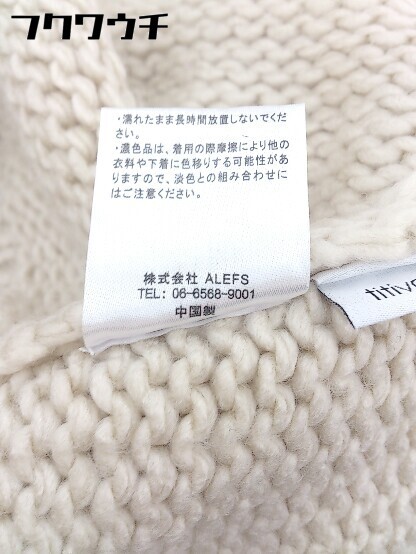 フクワウチ
・濡れたまま長時間放置しないでくだ
さい。
・濃色品は、着用の際摩擦により他の
衣料や下着に色移りする可能性があ
りますので、淡色との組み合わせに
はご注意ください。
株式会社 ALEFS
TEL: 06-6568-9001
中国製